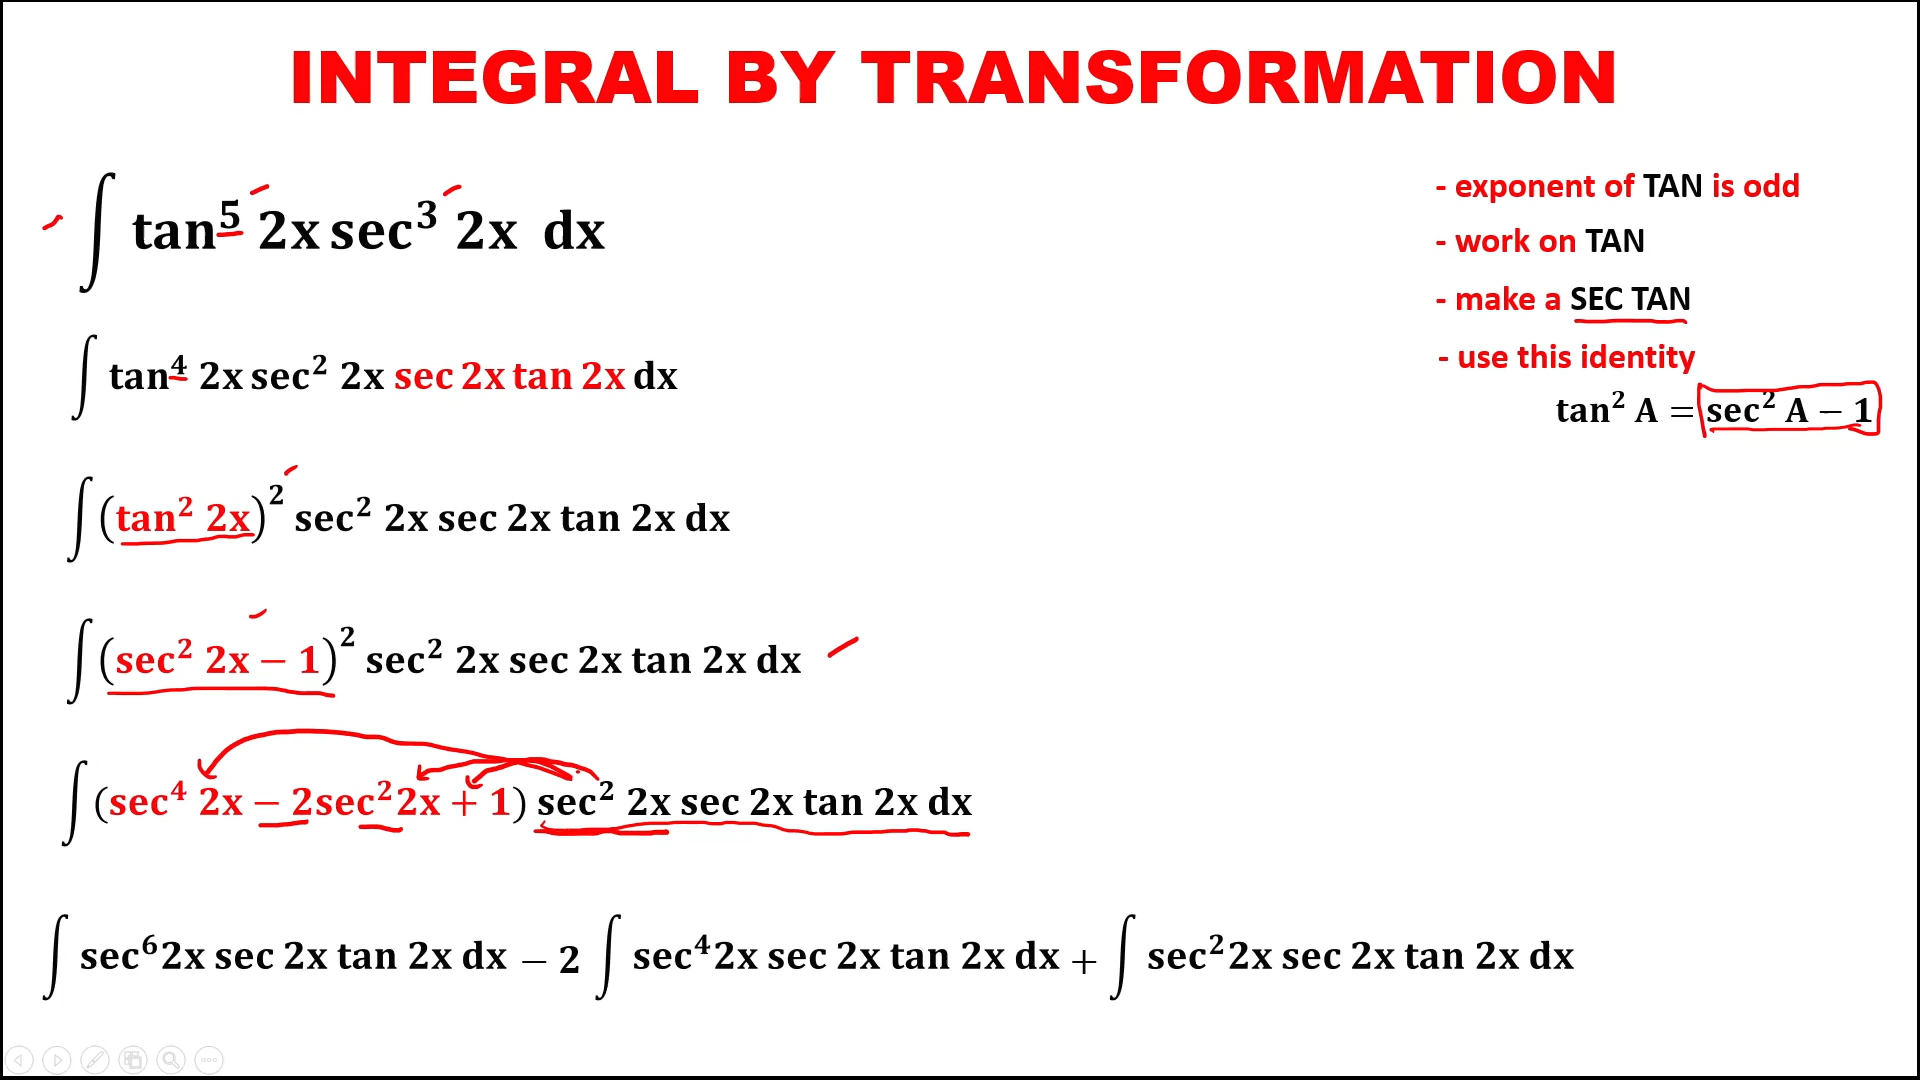 INTEGRAL BY TRANSFORMATION
∫ tan⁵ 2x sec³ 2x dx
- exponent of TAN is odd
- work on TAN
- make a SEC TAN
- use this identity
tan² A = sec² A − 1
∫ tan⁴ 2x sec² 2x sec 2x tan 2x dx
∫ (tan² 2x)² sec² 2x sec 2x tan 2x dx
∫ (sec² 2x − 1)² sec² 2x sec 2x tan 2x dx
∫ (sec⁴ 2x − 2sec²2x + 1) sec² 2x sec 2x tan 2x dx
∫ sec⁶2x sec 2x tan 2x dx − 2 ∫ sec⁴2x sec 2x tan 2x dx + ∫ sec²2x sec 2x tan 2x dx